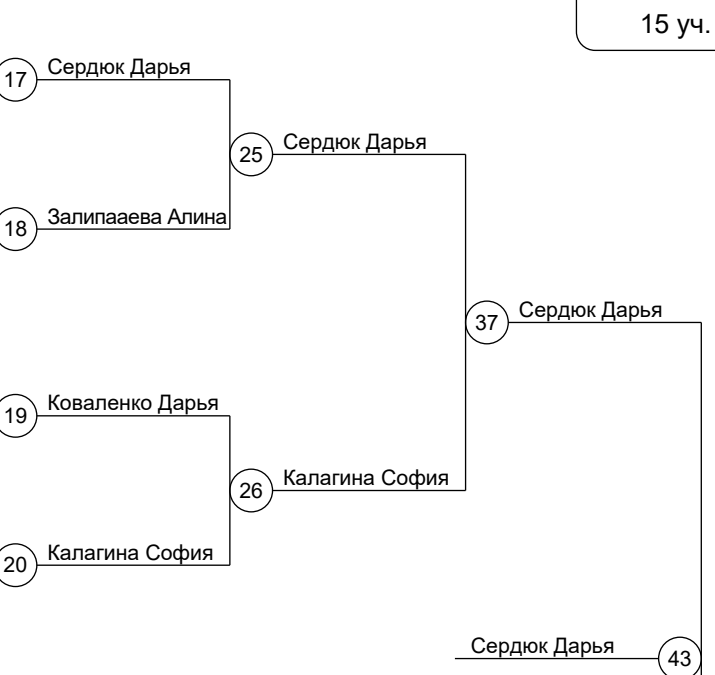 15 уч.
17 Сердюк Дарья
25 Сердюк Дарья
18 Залипааева Алина
37 Сердюк Дарья
19 Коваленко Дарья
26 Калагина София
20 Калагина София
Сердюк Дарья 43